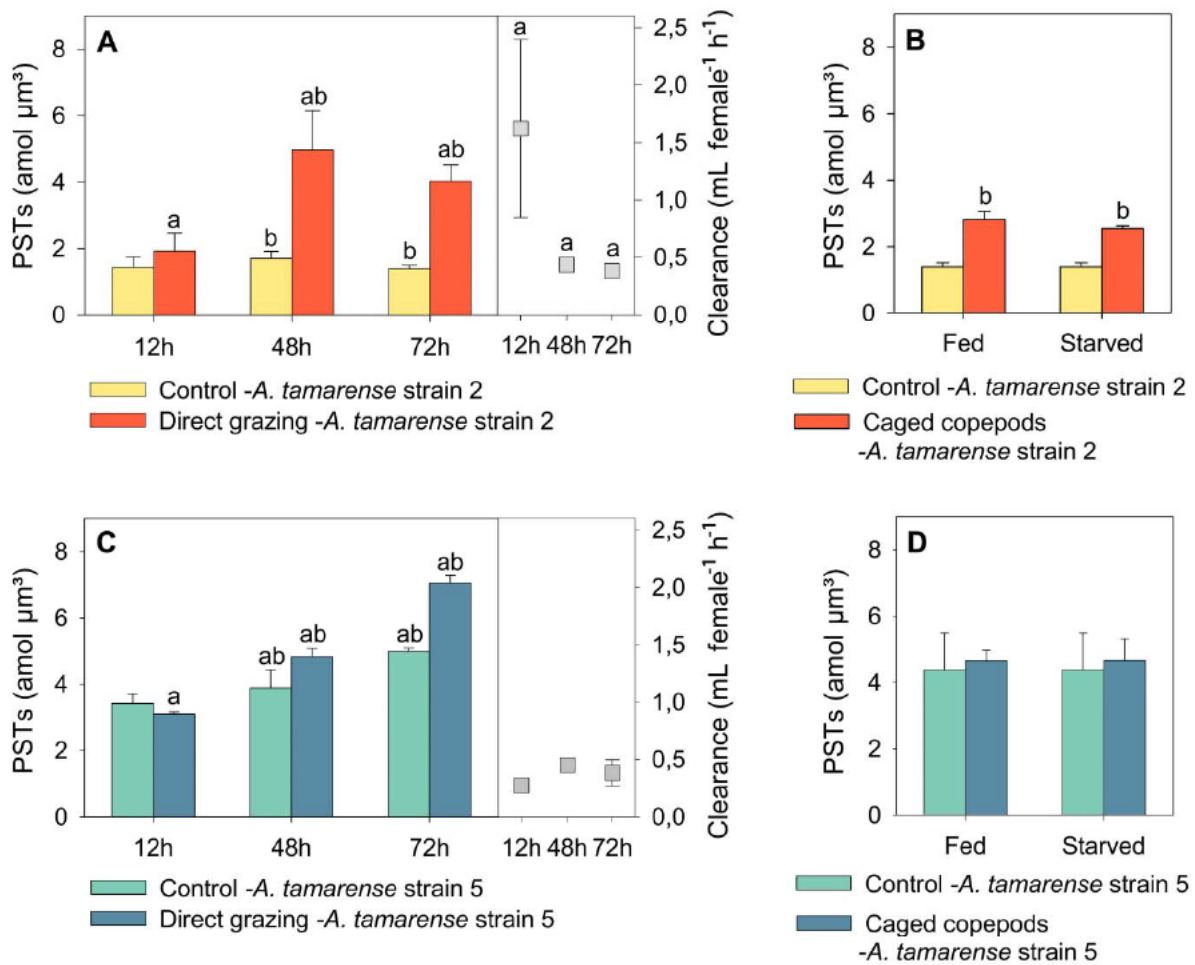 A
PSTs (amol µm³)
8
6
4
2
0
a
b
ab
b
ab
12h
48h
72h
a
a
a
2,5
2,0
1,5
1,0
0,5
0,0
Clearance (mL female⁻¹ h⁻¹)
12h 48h 72h
Control -A. tamarense strain 2
Direct grazing -A. tamarense strain 2
B
PSTs (amol µm³)
8
6
4
2
0
b
b
Fed
Starved
Control -A. tamarense strain 2
Caged copepods
-A. tamarense strain 2
C
PSTs (amol µm³)
8
6
4
2
0
a
ab
ab
ab
ab
12h
48h
72h
2,5
2,0
1,5
1,0
0,5
0,0
Clearance (mL female⁻¹ h⁻¹)
12h 48h 72h
Control -A. tamarense strain 5
Direct grazing -A. tamarense strain 5
D
PSTs (amol µm³)
8
6
4
2
0
Fed
Starved
Control -A. tamarense strain 5
Caged copepods
-A. tamarense strain 5